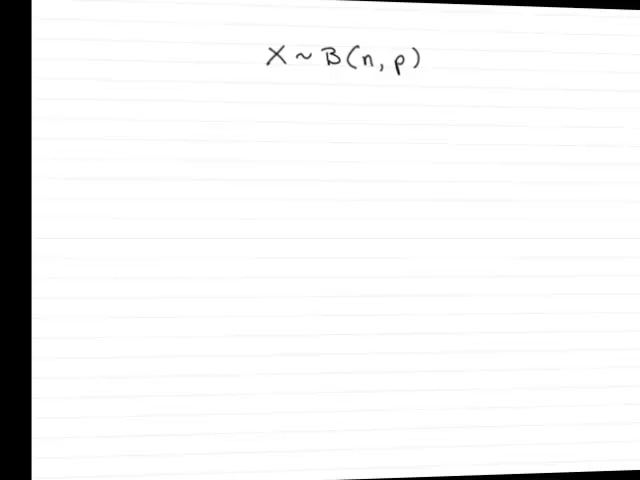 X ~ B(n, p)